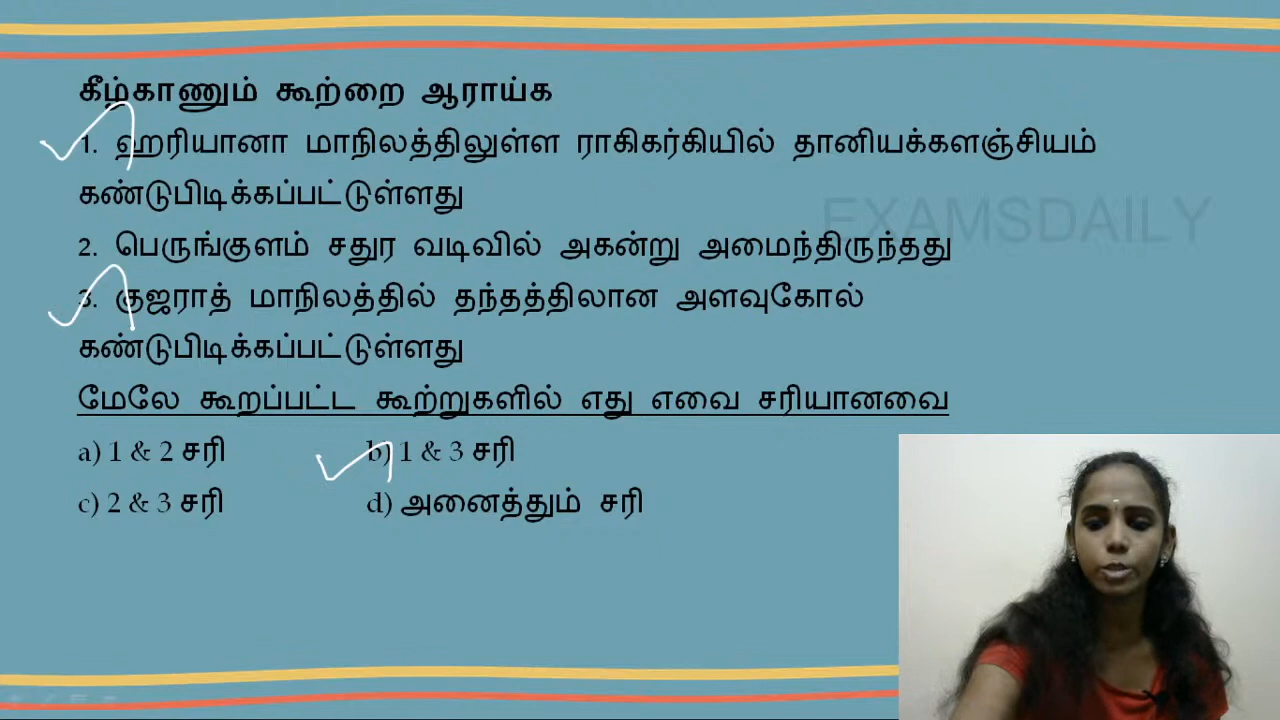 கீழ்காணும் கூற்றை ஆராய்க
1. ஹரியானா மாநிலத்திலுள்ள ராகிகர்கியில் தானியக்களஞ்சியம்
கண்டுபிடிக்கப்பட்டுள்ளது
EXAMSDAILY
2. பெருங்குளம் சதுர வடிவில் அகன்று அமைந்திருந்தது
3. குஜராத் மாநிலத்தில் தந்தத்திலான அளவுகோல்
கண்டுபிடிக்கப்பட்டுள்ளது
மேலே கூறப்பட்ட கூற்றுகளில் எது எவை சரியானவை
a) 1 & 2 சரி b) 1 & 3 சரி
c) 2 & 3 சரி d) அனைத்தும் சரி